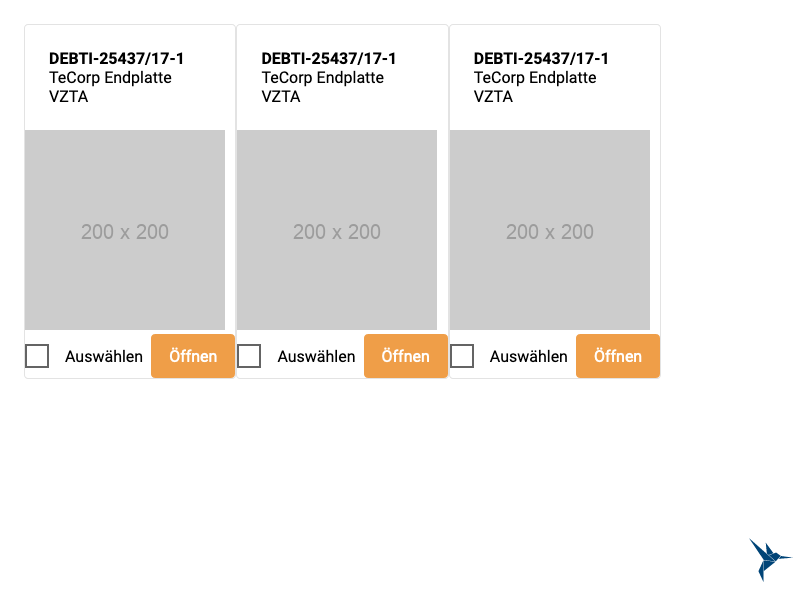 DEBTI-25437/17-1
TeCorp Endplatte
VZTA
200 x 200
Auswählen
Öffnen
DEBTI-25437/17-1
TeCorp Endplatte
VZTA
200 x 200
Auswählen
Öffnen
DEBTI-25437/17-1
TeCorp Endplatte
VZTA
200 x 200
Auswählen
Öffnen